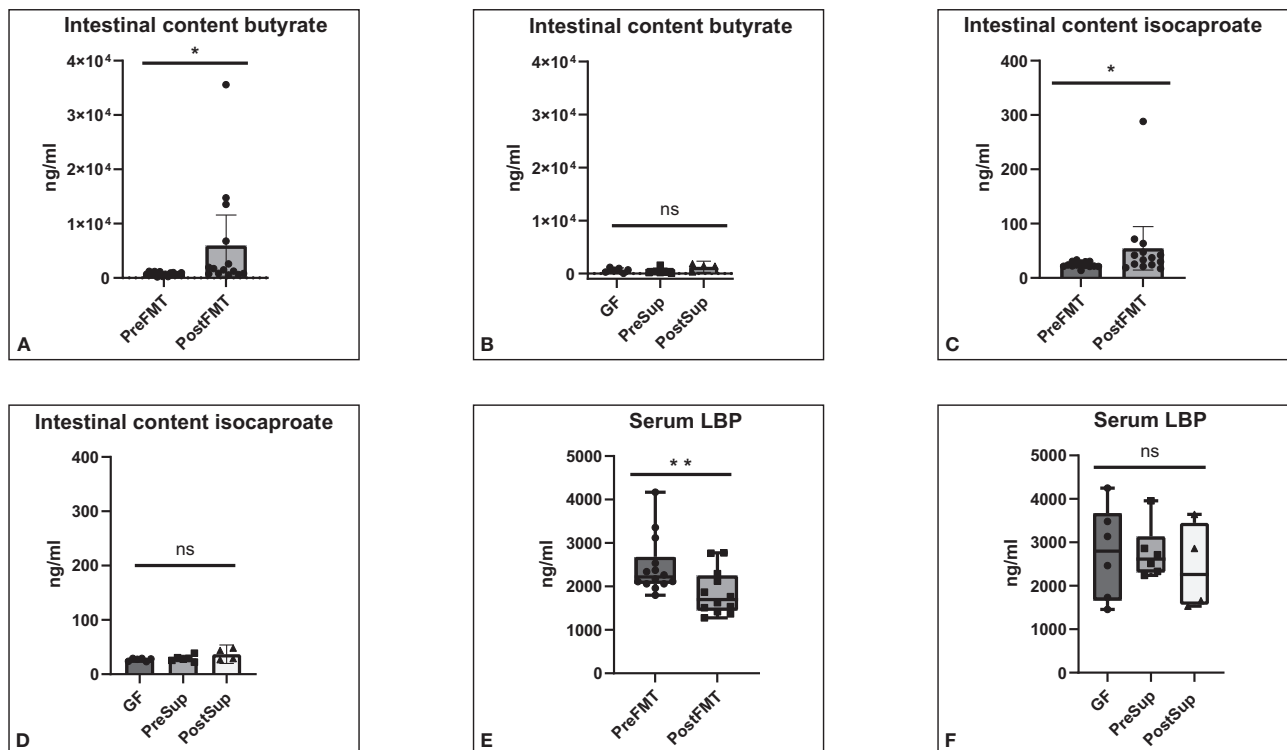 Intestinal content butyrate
*
4×10⁴
3×10⁴
2×10⁴
1×10⁴
0
ng/ml
PreFMT
PostFMT
A
Intestinal content butyrate
4×10⁴
3×10⁴
2×10⁴
1×10⁴
0
ng/ml
ns
GF
PreSup
PostSup
B
Intestinal content isocaproate
400
300
200
100
0
ng/ml
*
PreFMT
PostFMT
C
Intestinal content isocaproate
400
300
200
100
0
ng/ml
ns
GF
PreSup
PostSup
D
Serum LBP
5000
4000
3000
2000
1000
0
ng/ml
* *
PreFMT
PostFMT
E
Serum LBP
5000
4000
3000
2000
1000
0
ng/ml
ns
GF
PreSup
PostSup
F